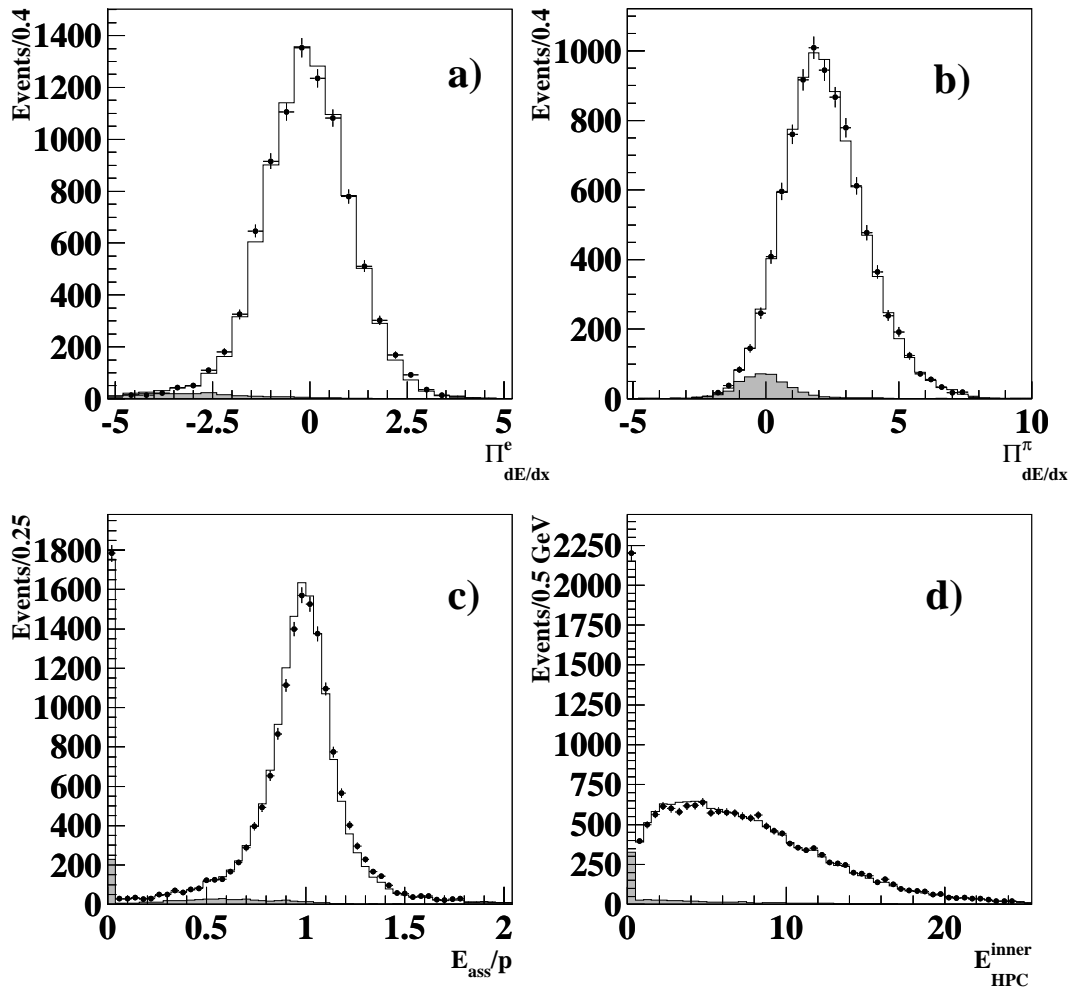 Events/0.4
1400
1200
1000
800
600
400
200
0
a)
-5 -2.5 0 2.5 5
Π^e_dE/dx
Events/0.4
1000
800
600
400
200
0
b)
-5 0 5 10
Π^π_dE/dx
Events/0.25
1800
1600
1400
1200
1000
800
600
400
200
0
c)
0 0.5 1 1.5 2
E_ass/p
Events/0.5 GeV
2250
2000
1750
1500
1250
1000
750
500
250
0
d)
0 10 20
E^inner_HPC